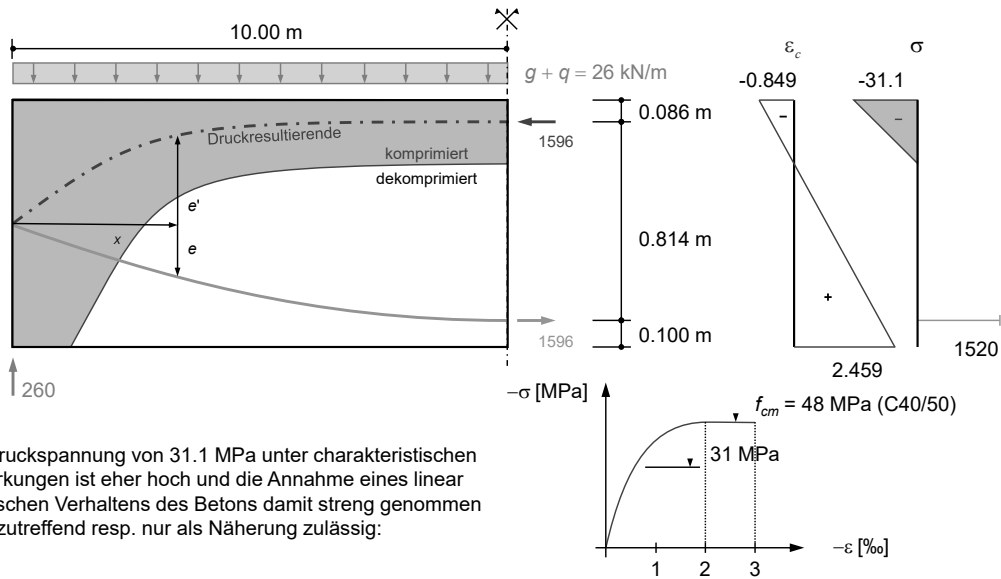 10.00 m
g + q = 26 kN/m
εc
σ
-0.849
-31.1
0.086 m
–
–
Druckresultierende
1596
komprimiert
dekomprimiert
e'
x
e
0.814 m
+
1596
0.100 m
1520
2.459
260
–σ [MPa]
fcm = 48 MPa (C40/50)
31 MPa
ruckspannung von 31.1 MPa unter charakteristischen
rkungen ist eher hoch und die Annahme eines linear
ischen Verhaltens des Betons damit streng genommen
zutreffend resp. nur als Näherung zulässig:
–ε [‰]
1 2 3